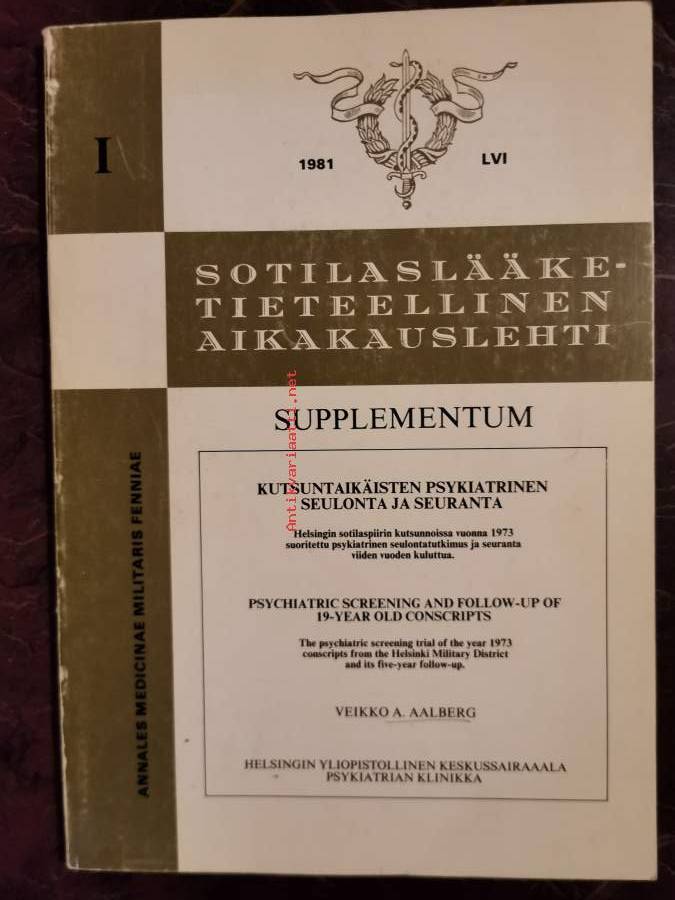 I
1981
LVI
SOTILASLÄÄKE-
TIETEELLINEN
AIKAKAUSLEHTI
SUPPLEMENTUM
KUTSUNTAIKÄISTEN PSYKIATRINEN
SEULONTA JA SEURANTA
Helsingin sotilaspiirin kutsunnoissa vuonna 1973
suoritettu psykiatrinen seulontatutkimus ja seuranta
viiden vuoden kuluttua.
PSYCHIATRIC SCREENING AND FOLLOW-UP OF
19-YEAR OLD CONSCRIPTS
The psychiatric screening trial of the year 1973
conscripts from the Helsinki Military District
and its five-year follow-up.
VEIKKO A. AALBERG
HELSINGIN YLIOPISTOLLINEN KESKUSSAIRAAALA
PSYKIATRIAN KLINIKKA
ANNALES MEDICINAE MILITARIS FENNIAE
Antikvariaatti.net